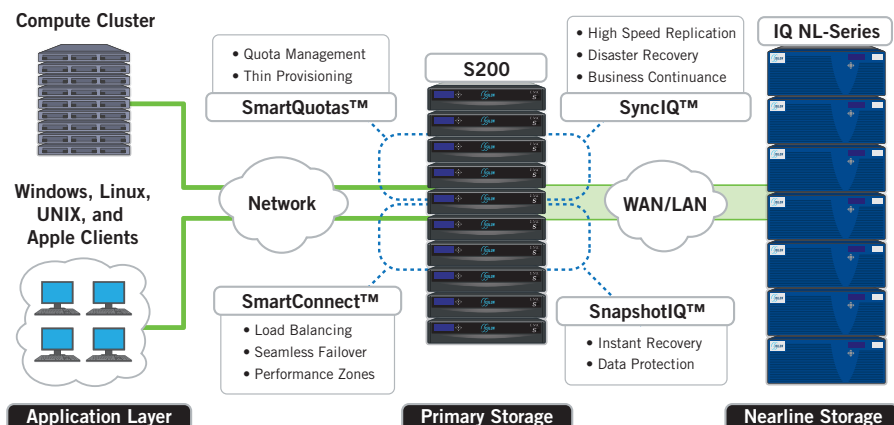 Compute Cluster
• Quota Management
• Thin Provisioning
SmartQuotas™
S200
• High Speed Replication
• Disaster Recovery
• Business Continuance
SyncIQ™
IQ NL-Series
Windows, Linux,
UNIX, and
Apple Clients
Network
WAN/LAN
SmartConnect™
• Load Balancing
• Seamless Failover
• Performance Zones
SnapshotIQ™
• Instant Recovery
• Data Protection
Application Layer
Primary Storage
Nearline Storage